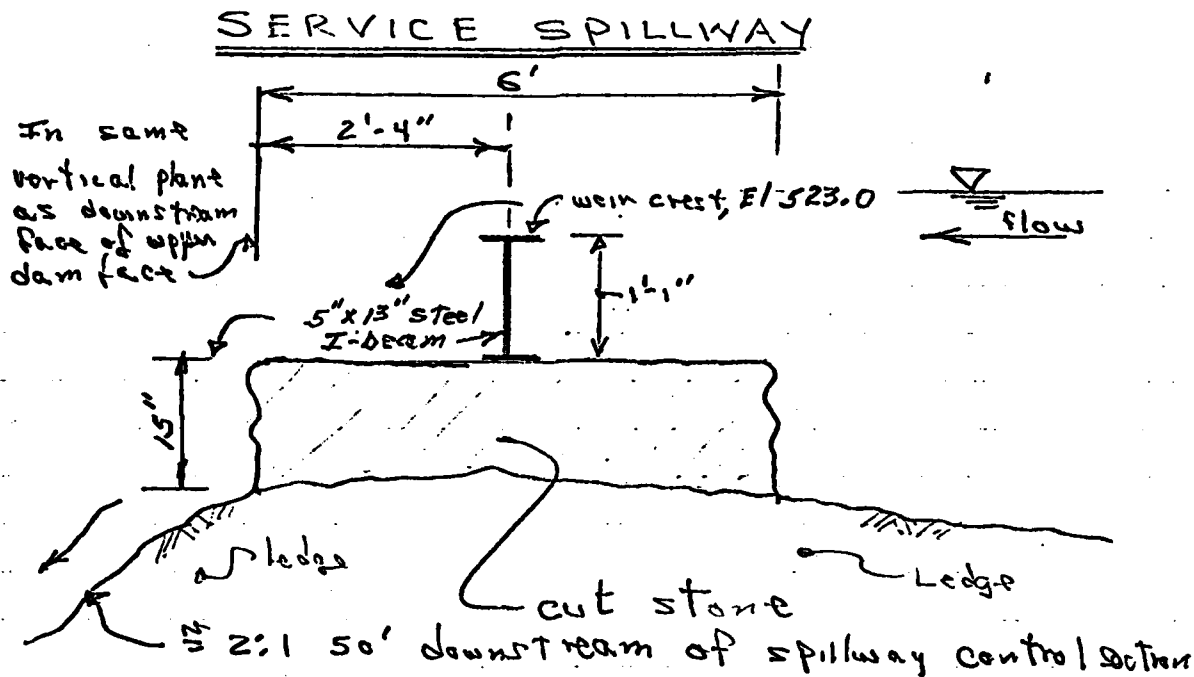 SERVICE SPILLWAY
6'
2'-4"
In same
vertical plane
as downstream
face of upper
dam face
weir crest, El 523.0
flow
1'-1"
5"x13" steel
I-beam
15"
ledge
Ledge
cut stone
≅ 2:1 50' downstream of spillway control section